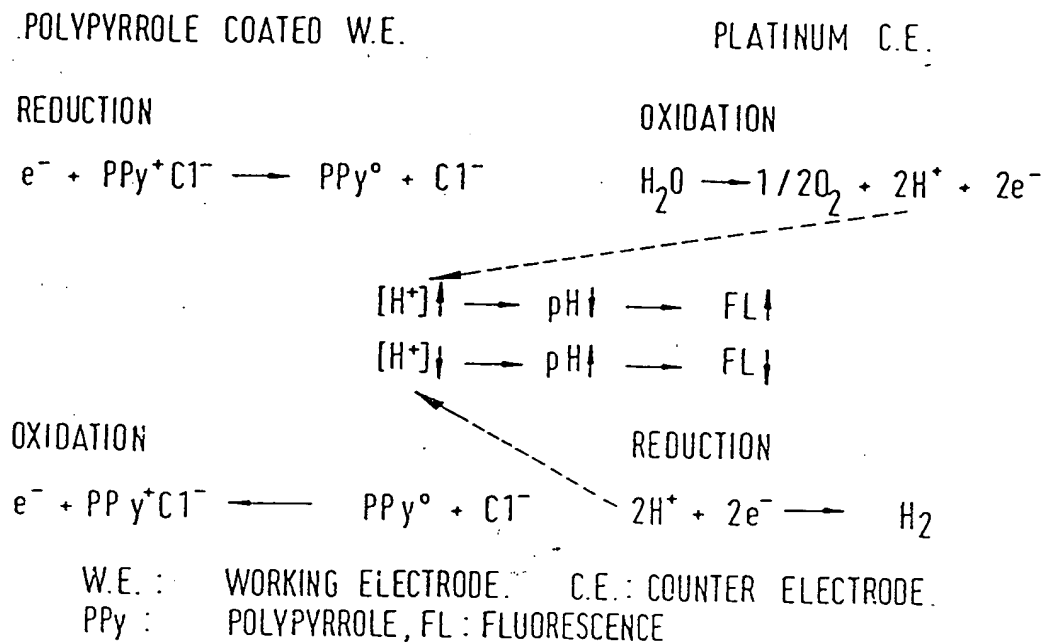 POLYPYRROLE COATED W.E. PLATINUM C.E.
REDUCTION OXIDATION
e⁻ + PPy⁺Cl⁻ ⟶ PPy° + Cl⁻ H₂O ⟶ 1/2O₂ + 2H⁺ + 2e⁻
[H⁺]↑ ⟶ pH↓ ⟶ FL↑
[H⁺]↓ ⟶ pH↑ ⟶ FL↓
OXIDATION REDUCTION
e⁻ + PPy⁺Cl⁻ ⟵ PPy° + Cl⁻ 2H⁺ + 2e⁻ ⟶ H₂
W.E. : WORKING ELECTRODE. C.E.: COUNTER ELECTRODE.
PPy : POLYPYRROLE, FL : FLUORESCENCE